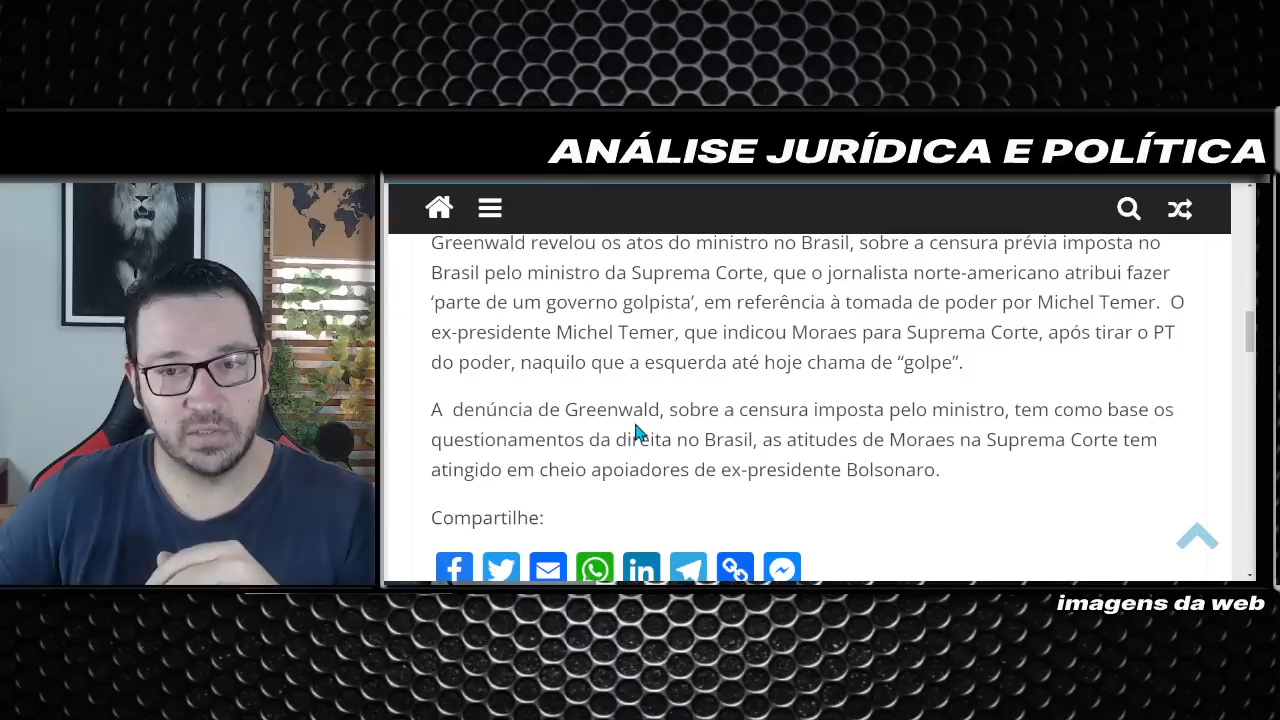 ANÁLISE JURÍDICA E POLÍTICA
Greenwald revelou os atos do ministro no Brasil, sobre a censura prévia imposta no
Brasil pelo ministro da Suprema Corte, que o jornalista norte-americano atribui fazer
‘parte de um governo golpista’, em referência à tomada de poder por Michel Temer. O
ex-presidente Michel Temer, que indicou Moraes para Suprema Corte, após tirar o PT
do poder, naquilo que a esquerda até hoje chama de “golpe”.
A denúncia de Greenwald, sobre a censura imposta pelo ministro, tem como base os
questionamentos da direita no Brasil, as atitudes de Moraes na Suprema Corte tem
atingido em cheio apoiadores de ex-presidente Bolsonaro.
Compartilhe:
imagens da web